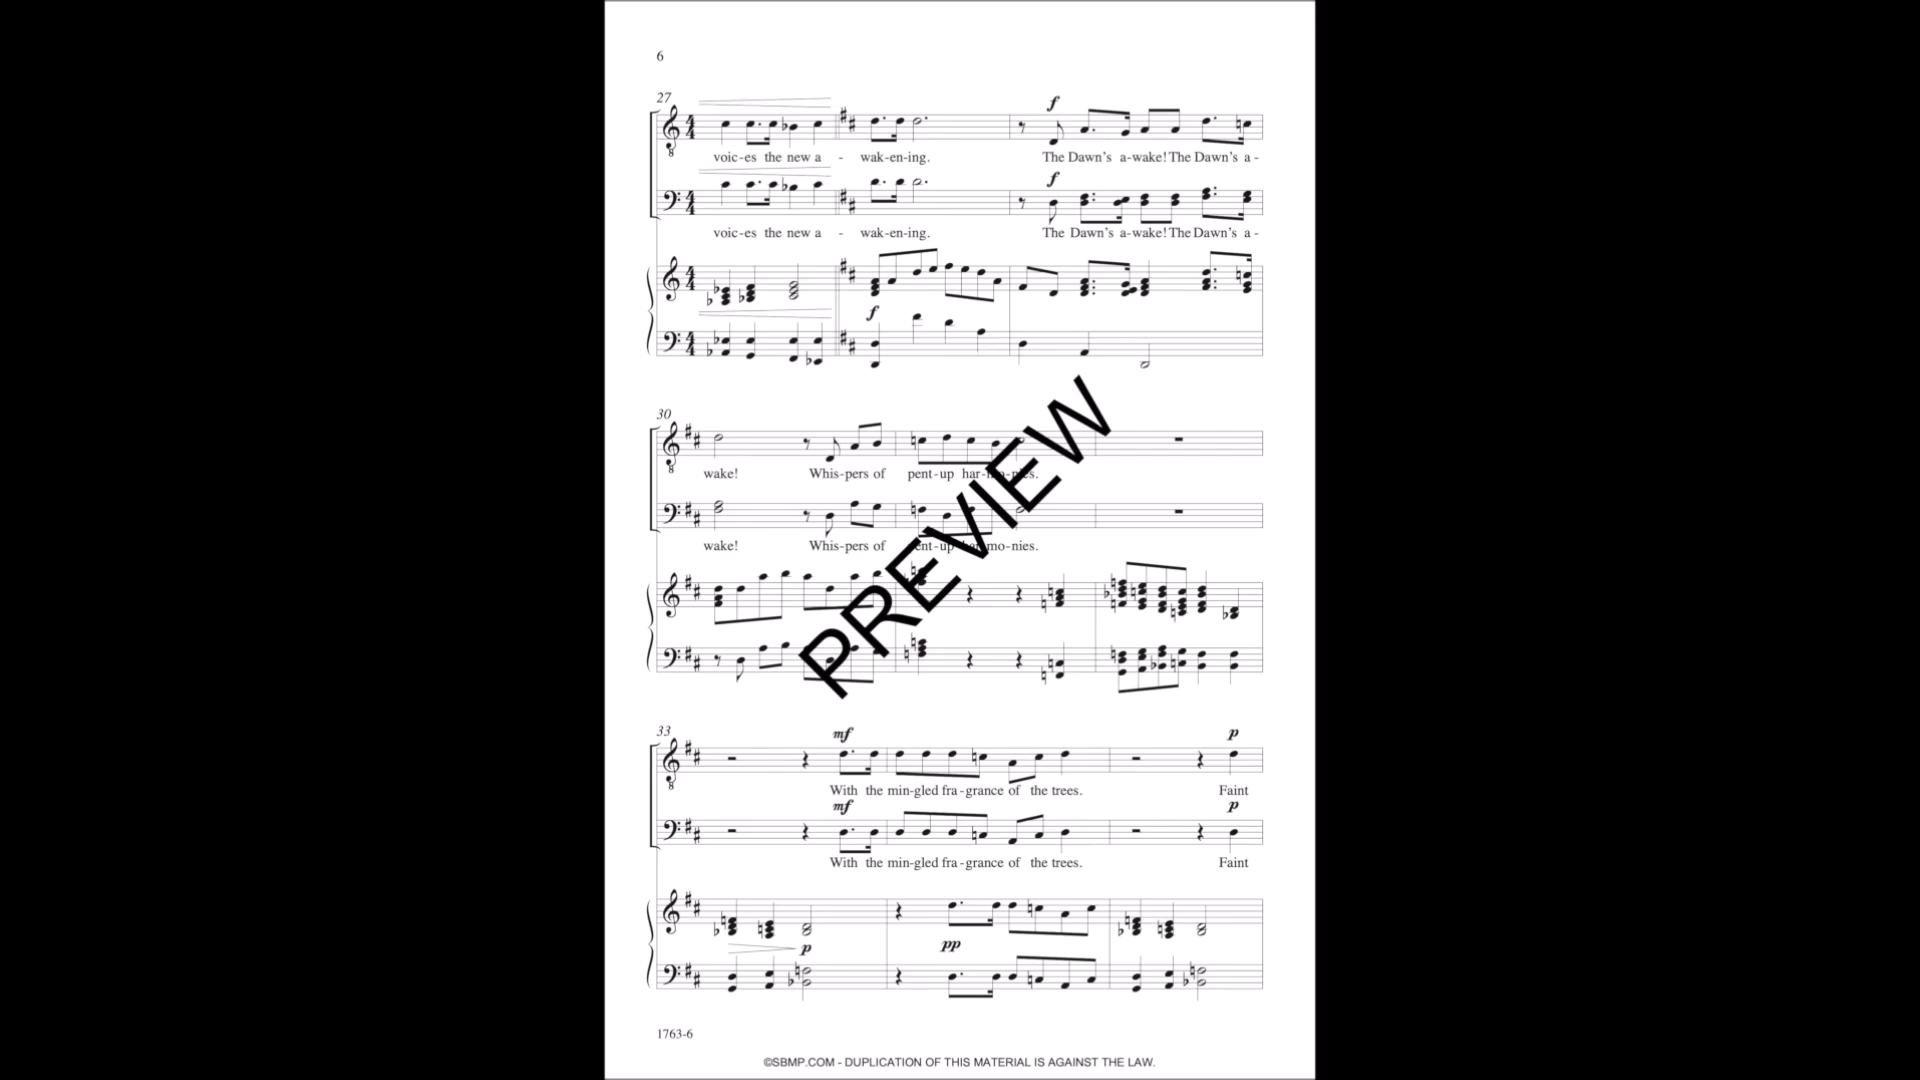 6
27
f
voic-es the new a - wak-en-ing. The Dawn's a-wake! The Dawn's a-
f
voic-es the new a - wak-en-ing. The Dawn's a-wake! The Dawn's a-
f
30
wake! Whis-pers of pent-up har-mo-nies.
wake! Whis-pers of pent-up har-mo-nies.
PREVIEW
33
mf p
With the min-gled fra-grance of the trees. Faint
mf p
With the min-gled fra-grance of the trees. Faint
p pp
1763-6
©SBMP.COM - DUPLICATION OF THIS MATERIAL IS AGAINST THE LAW.